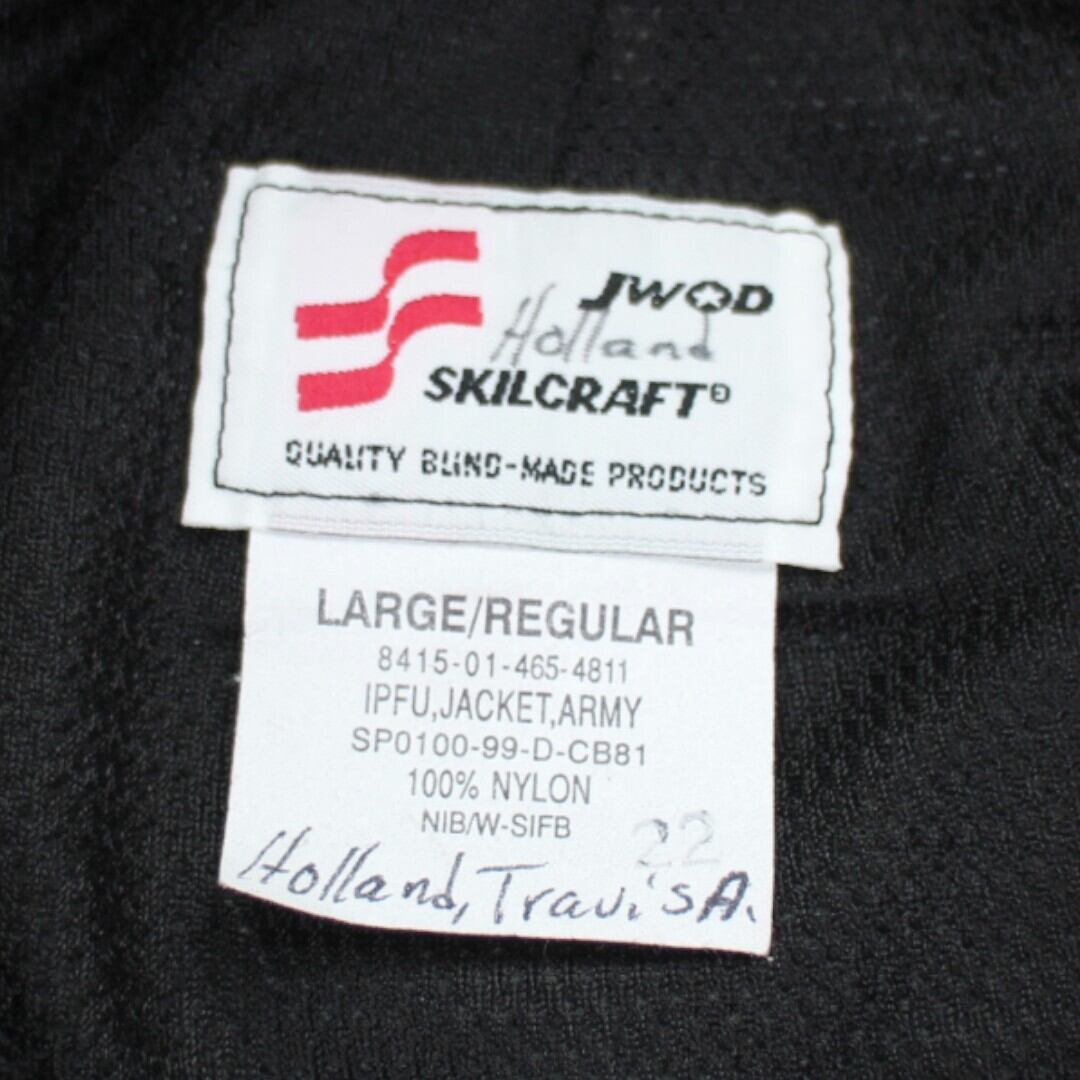 JWOD
Holland
SKILCRAFT®
QUALITY BLIND-MADE PRODUCTS
LARGE/REGULAR
8415-01-465-4811
IPFU,JACKET,ARMY
SP0100-99-D-CB81
100% NYLON
NIB/W-SIFB
22
Holland, Travis A.